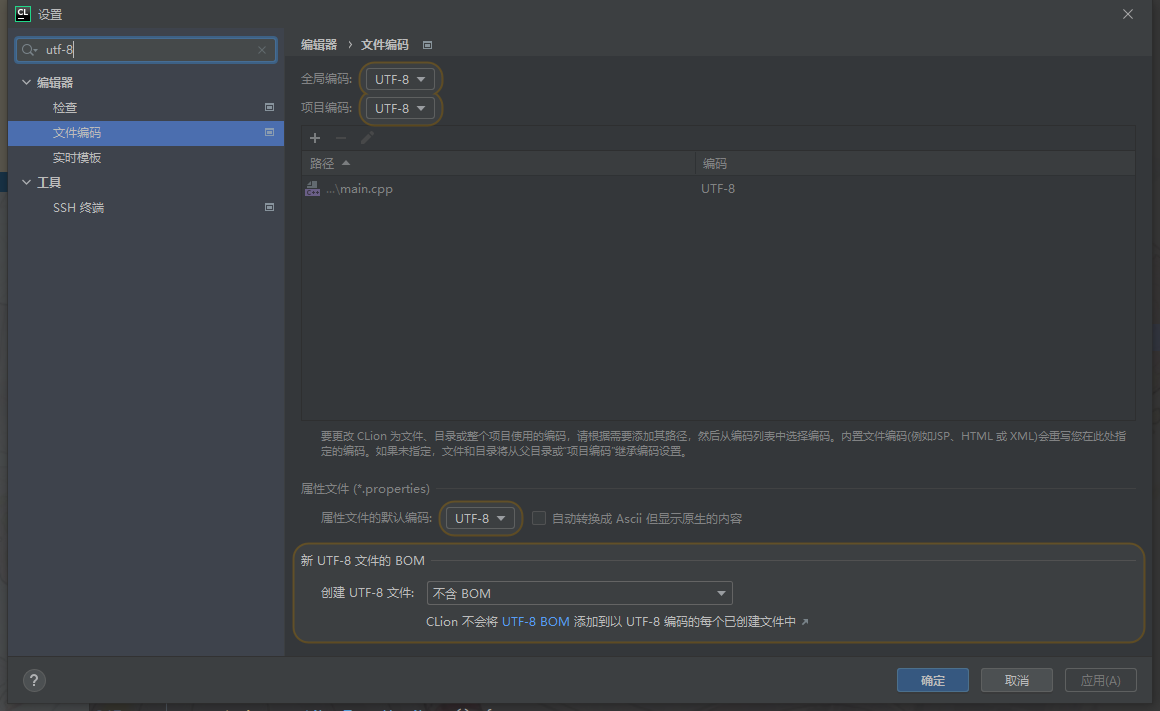 CL 设置
utf-8
编辑器
检查
文件编码
实时模板
工具
SSH 终端
编辑器 › 文件编码
全局编码: UTF-8
项目编码: UTF-8
路径 编码
...\main.cpp UTF-8
要更改 CLion 为文件、目录或整个项目使用的编码，请根据需要添加其路径，然后从编码列表中选择编码。内置文件编码(例如JSP、HTML 或 XML)会重写您在此处指
定的编码。如果未指定，文件和目录将从父目录或"项目编码"继承编码设置。
属性文件 (*.properties)
属性文件的默认编码: UTF-8 自动转换成 Ascii 但显示原生的内容
新 UTF-8 文件的 BOM
创建 UTF-8 文件: 不含 BOM
CLion 不会将 UTF-8 BOM 添加到以 UTF-8 编码的每个已创建文件中 ↗
? 确定 取消 应用(A)